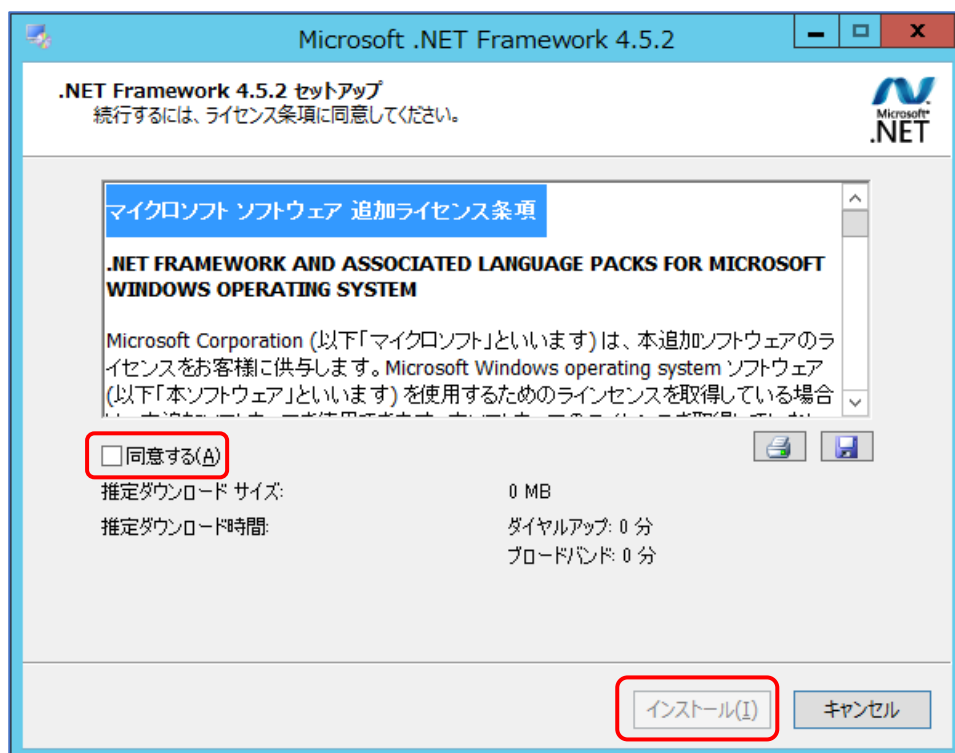 Microsoft .NET Framework 4.5.2
.NET Framework 4.5.2 セットアップ
続行するには、ライセンス条項に同意してください。
Microsoft
.NET
マイクロソフト ソフトウェア 追加ライセンス条項
.NET FRAMEWORK AND ASSOCIATED LANGUAGE PACKS FOR MICROSOFT
WINDOWS OPERATING SYSTEM
Microsoft Corporation (以下「マイクロソフト」といいます) は、本追加ソフトウェアのラ
イセンスをお客様に供与します。Microsoft Windows operating system ソフトウェア
(以下「本ソフトウェア」といいます) を使用するためのラインセンスを取得している場合
同意する(A)
推定ダウンロード サイズ:
0 MB
推定ダウンロード時間:
ダイヤルアップ: 0 分
ブロードバンド: 0 分
インストール(I)
キャンセル